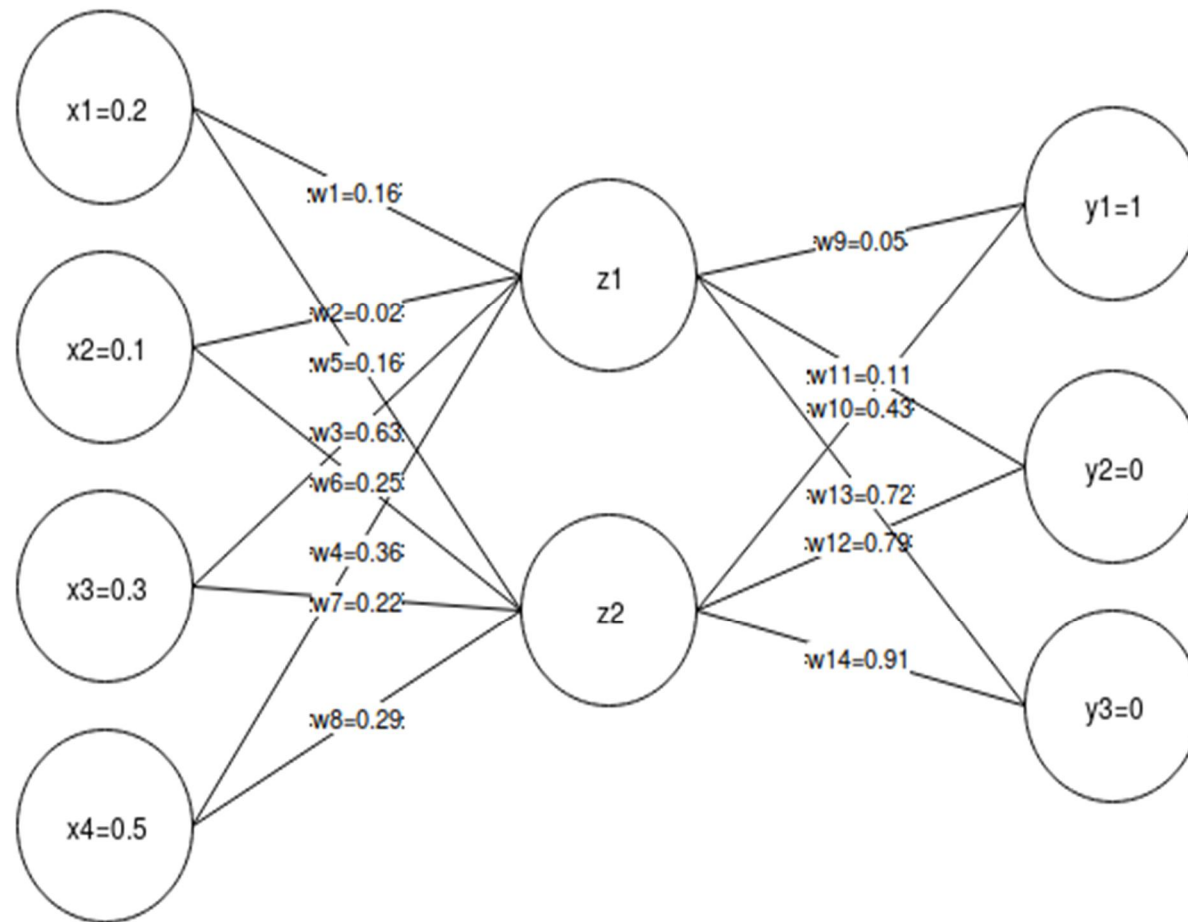 x1=0.2
x2=0.1
x3=0.3
x4=0.5
w1=0.16
w2=0.02
w5=0.16
w3=0.63
w6=0.25
w4=0.36
w7=0.22
w8=0.29
z1
z2
w9=0.05
w11=0.11
w10=0.43
w13=0.72
w12=0.79
w14=0.91
y1=1
y2=0
y3=0